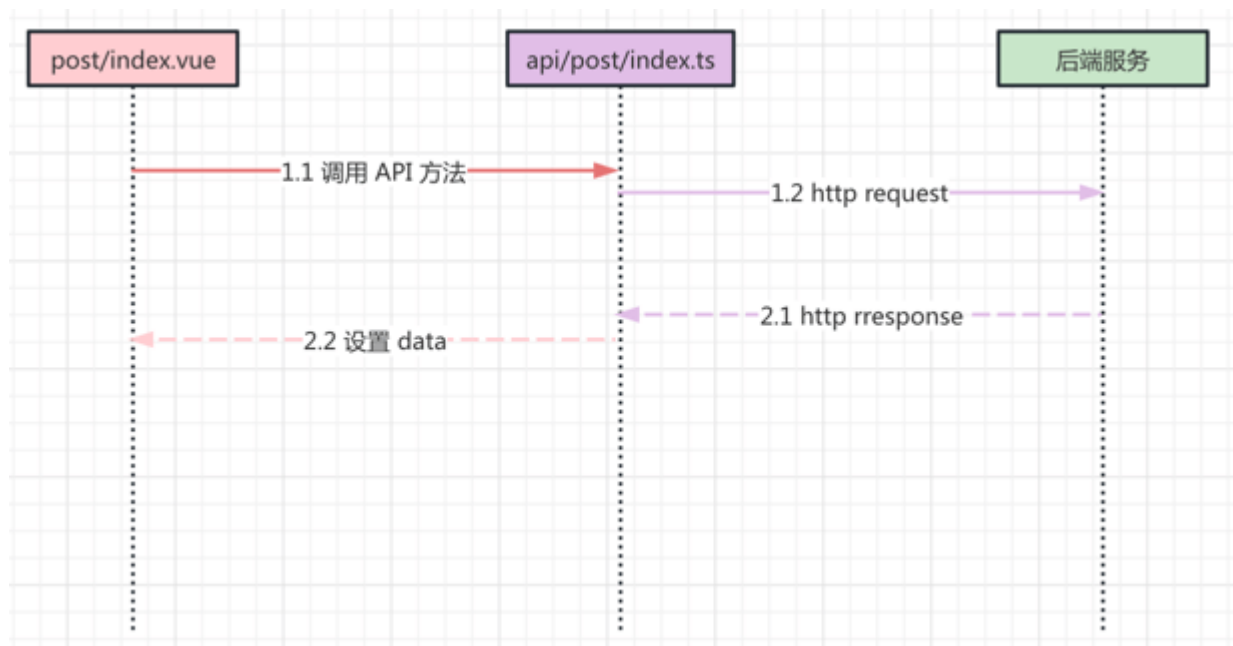 post/index.vue
api/post/index.ts
后端服务
1.1 调用 API 方法
1.2 http request
2.1 http rresponse
2.2 设置 data